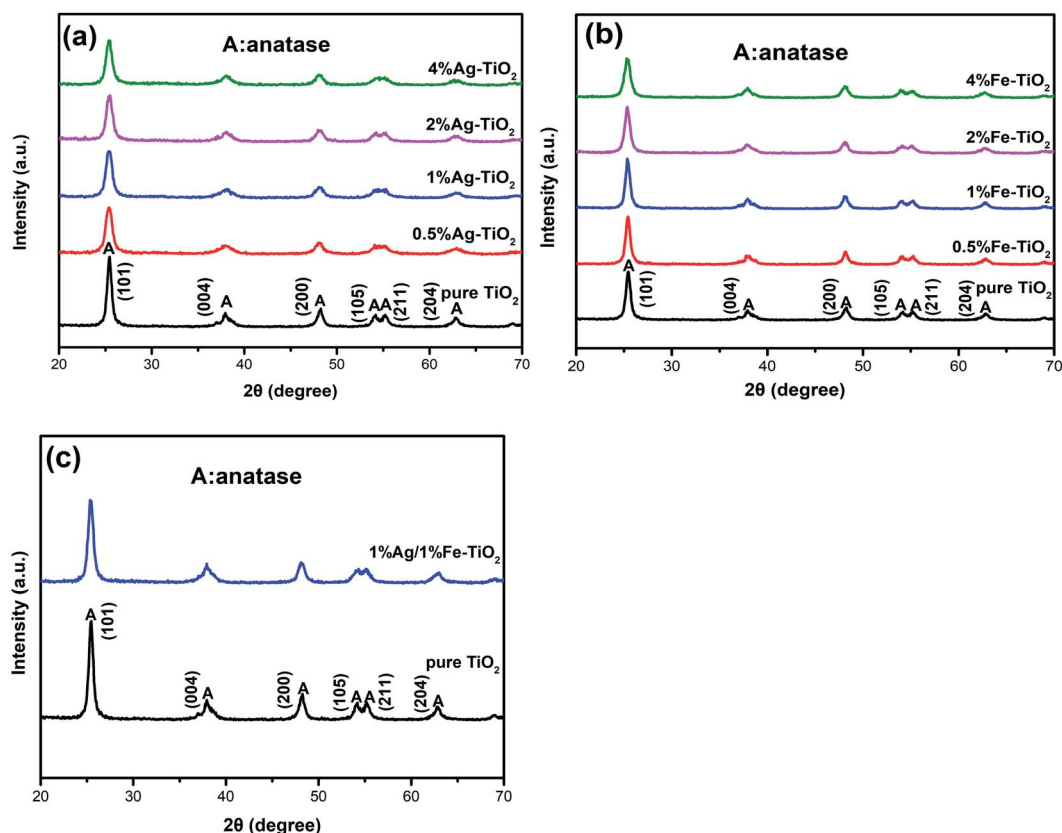 (a)
A:anatase
4%Ag-TiO2
2%Ag-TiO2
1%Ag-TiO2
0.5%Ag-TiO2
pure TiO2
A
(101)
(004)
A
(200)
A
(105)
A
A
(211)
(204)
A
20
30
40
50
60
70
2θ (degree)
Intensity (a.u.)
(b)
A:anatase
4%Fe-TiO2
2%Fe-TiO2
1%Fe-TiO2
0.5%Fe-TiO2
pure TiO2
A
(101)
(004)
A
(200)
A
(105)
A
A
(211)
(204)
A
20
30
40
50
60
70
2θ (degree)
Intensity (a.u.)
(c)
A:anatase
1%Ag/1%Fe-TiO2
pure TiO2
A
(101)
(004)
A
(200)
A
(105)
A
A
(211)
(204)
A
20
30
40
50
60
70
2θ (degree)
Intensity (a.u.)